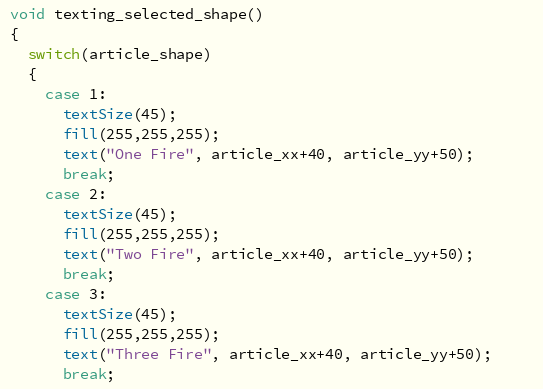 void texting_selected_shape()
{
  switch(article_shape)
  {
    case 1:
      textSize(45);
      fill(255,255,255);
      text("One Fire", article_xx+40, article_yy+50);
      break;
    case 2:
      textSize(45);
      fill(255,255,255);
      text("Two Fire", article_xx+40, article_yy+50);
      break;
    case 3:
      textSize(45);
      fill(255,255,255);
      text("Three Fire", article_xx+40, article_yy+50);
      break;